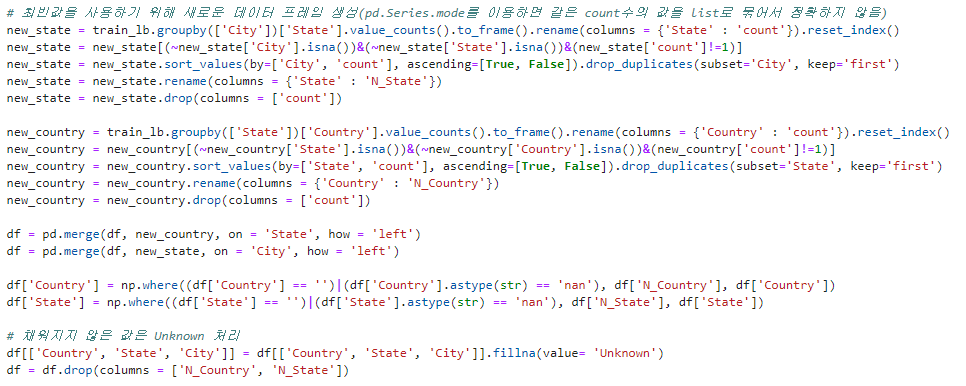 # 최빈값을 사용하기 위해 새로운 데이터 프레임 생성(pd.Series.mode를 이용하면 같은 count수의 값을 list로 묶어서 정확하지 않음)
new_state = train_lb.groupby(['City'])['State'].value_counts().to_frame().rename(columns = {'State' : 'count'}).reset_index()
new_state = new_state[(~new_state['City'].isna())&(~new_state['State'].isna())&(new_state['count']!=1)]
new_state = new_state.sort_values(by=['City', 'count'], ascending=[True, False]).drop_duplicates(subset='City', keep='first')
new_state = new_state.rename(columns = {'State' : 'N_State'})
new_state = new_state.drop(columns = ['count'])

new_country = train_lb.groupby(['State'])['Country'].value_counts().to_frame().rename(columns = {'Country' : 'count'}).reset_index()
new_country = new_country[(~new_country['State'].isna())&(~new_country['Country'].isna())&(new_country['count']!=1)]
new_country = new_country.sort_values(by=['State', 'count'], ascending=[True, False]).drop_duplicates(subset='State', keep='first')
new_country = new_country.rename(columns = {'Country' : 'N_Country'})
new_country = new_country.drop(columns = ['count'])

df = pd.merge(df, new_country, on = 'State', how = 'left')
df = pd.merge(df, new_state, on = 'City', how = 'left')

df['Country'] = np.where((df['Country'] == '')|(df['Country'].astype(str) == 'nan'), df['N_Country'], df['Country'])
df['State'] = np.where((df['State'] == '')|(df['State'].astype(str) == 'nan'), df['N_State'], df['State'])

# 채워지지 않은 값은 Unknown 처리
df[['Country', 'State', 'City']] = df[['Country', 'State', 'City']].fillna(value= 'Unknown')
df = df.drop(columns = ['N_Country', 'N_State'])